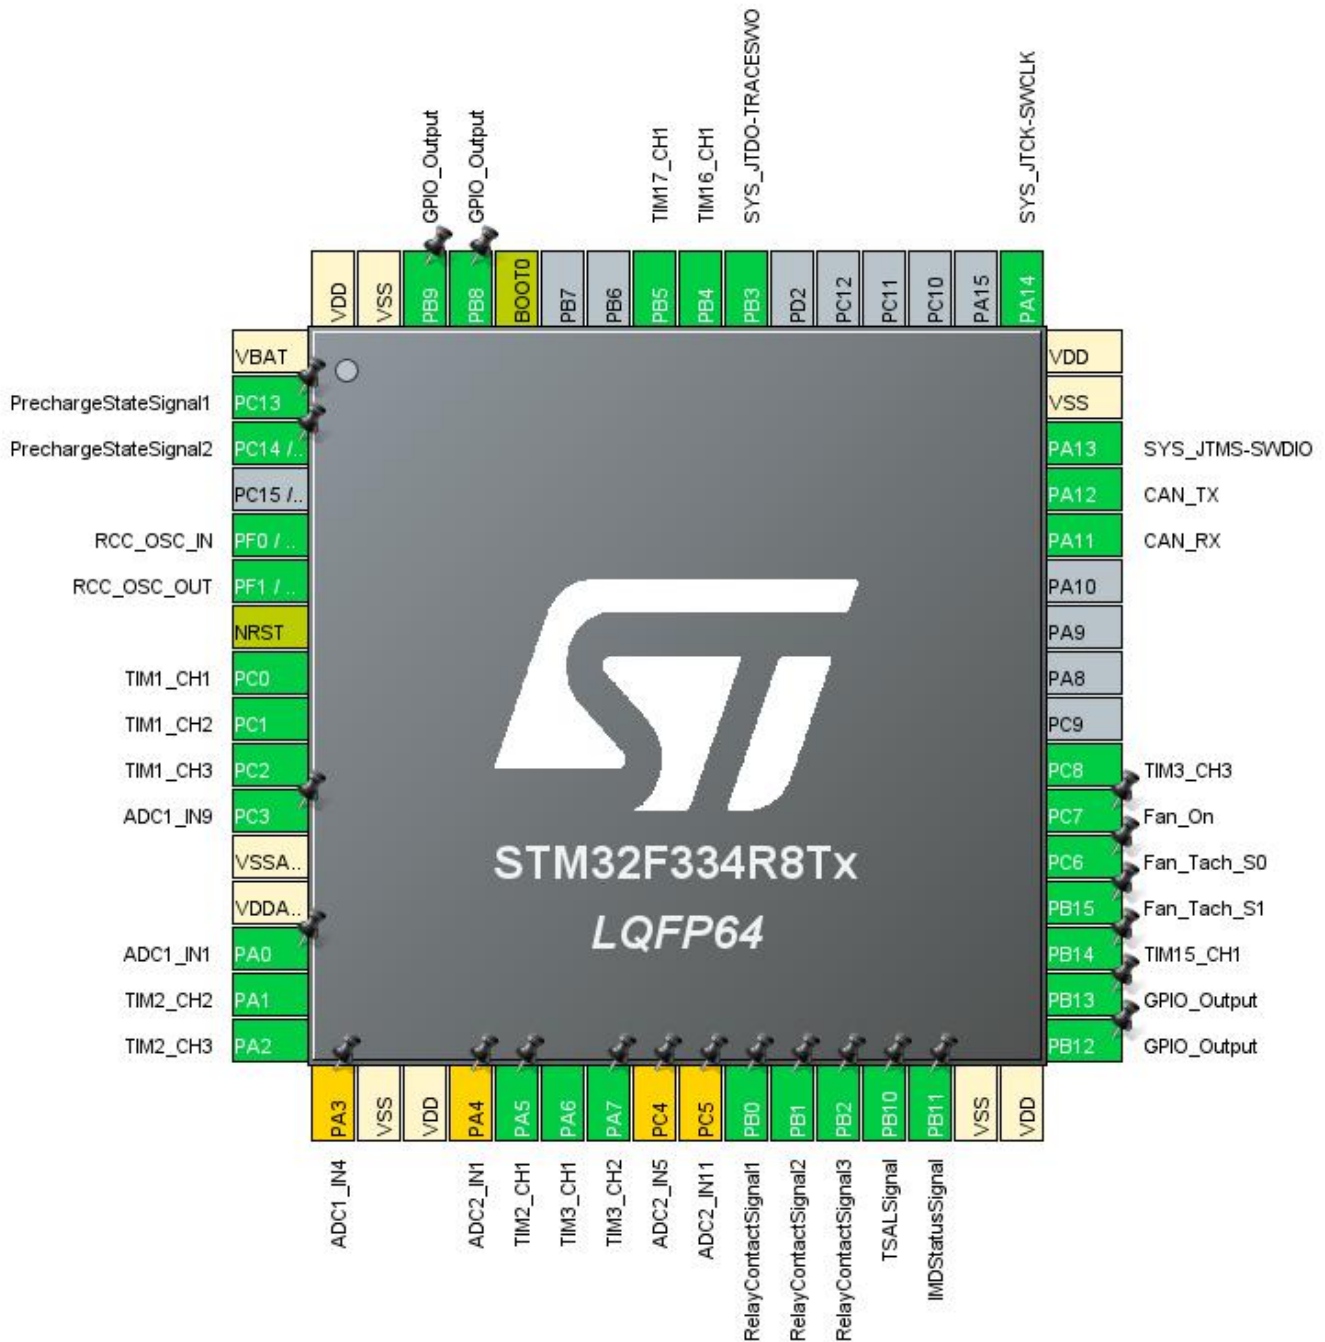 GPIO_Output
GPIO_Output
TIM17_CH1
TIM16_CH1
SYS_JTDO-TRACESWO
SYS_JTCK-SWCLK
VDD
VSS
PB9
PB8
BOOT0
PB7
PB6
PB5
PB4
PB3
PD2
PC12
PC11
PC10
PA15
PA14
VBAT
PrechargeStateSignal1 PC13
PrechargeStateSignal2 PC14 /..
PC15 /..
RCC_OSC_IN PF0 / ..
RCC_OSC_OUT PF1 / ..
NRST
TIM1_CH1 PC0
TIM1_CH2 PC1
TIM1_CH3 PC2
ADC1_IN9 PC3
VSSA..
VDDA..
ADC1_IN1 PA0
TIM2_CH2 PA1
TIM2_CH3 PA2
ST
STM32F334R8Tx
LQFP64
VDD
VSS
PA13 SYS_JTMS-SWDIO
PA12 CAN_TX
PA11 CAN_RX
PA10
PA9
PA8
PC9
PC8 TIM3_CH3
PC7 Fan_On
PC6 Fan_Tach_S0
PB15 Fan_Tach_S1
PB14 TIM15_CH1
PB13 GPIO_Output
PB12 GPIO_Output
PA3
VSS
VDD
PA4
PA5
PA6
PA7
PC4
PC5
PB0
PB1
PB2
PB10
PB11
VSS
VDD
ADC1_IN4
ADC2_IN1
TIM2_CH1
TIM3_CH1
TIM3_CH2
ADC2_IN5
ADC2_IN11
RelayContactSignal1
RelayContactSignal2
RelayContactSignal3
TSALSignal
IMDStatusSignal